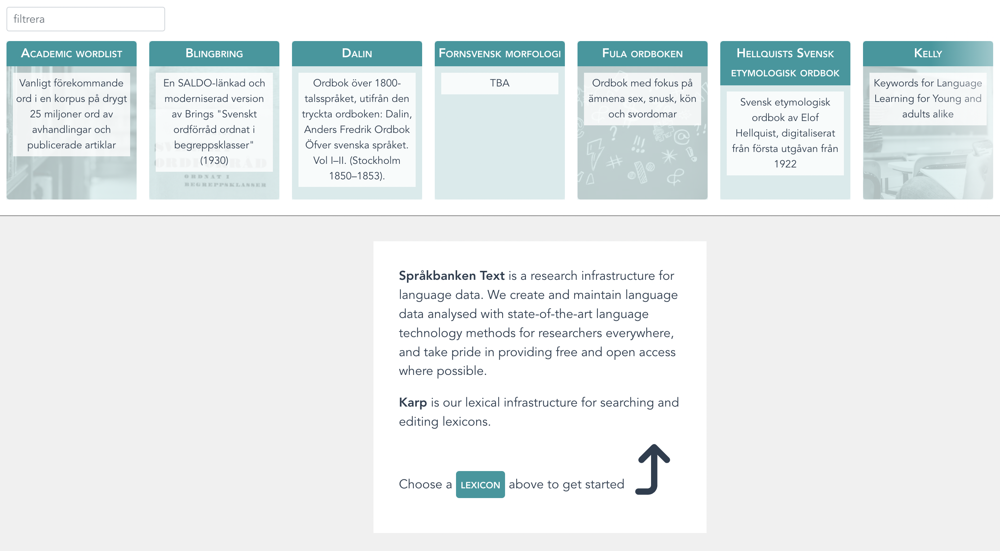 filtrera
Academic wordlist
Vanligt förekommande
ord i en korpus på drygt
25 miljoner ord av
avhandlingar och
publicerade artiklar
Blingbring
En SALDO-länkad och
moderniserad version
av Brings "Svenskt
ordförråd ordnat i
begreppsklasser"
(1930)
ORDNAT I
BEGREPPSKLASSER
Dalin
Ordbok över 1800-
talsspråket, utifrån den
tryckta ordboken: Dalin,
Anders Fredrik Ordbok
Öfver svenska språket.
Vol I–II. (Stockholm
1850–1853).
Fornsvensk morfologi
TBA
Fula ordboken
Ordbok med fokus på
ämnena sex, snusk, kön
och svordomar
Hellquists Svensk
etymologisk ordbok
Svensk etymologisk
ordbok av Elof
Hellquist, digitaliserat
från första utgåvan från
1922
Kelly
Keywords for Language
Learning for Young and
adults alike
Språkbanken Text is a research infrastructure for
language data. We create and maintain language
data analysed with state-of-the-art language
technology methods for researchers everywhere,
and take pride in providing free and open access
where possible.
Karp is our lexical infrastructure for searching and
editing lexicons.
Choose a LEXICON above to get started